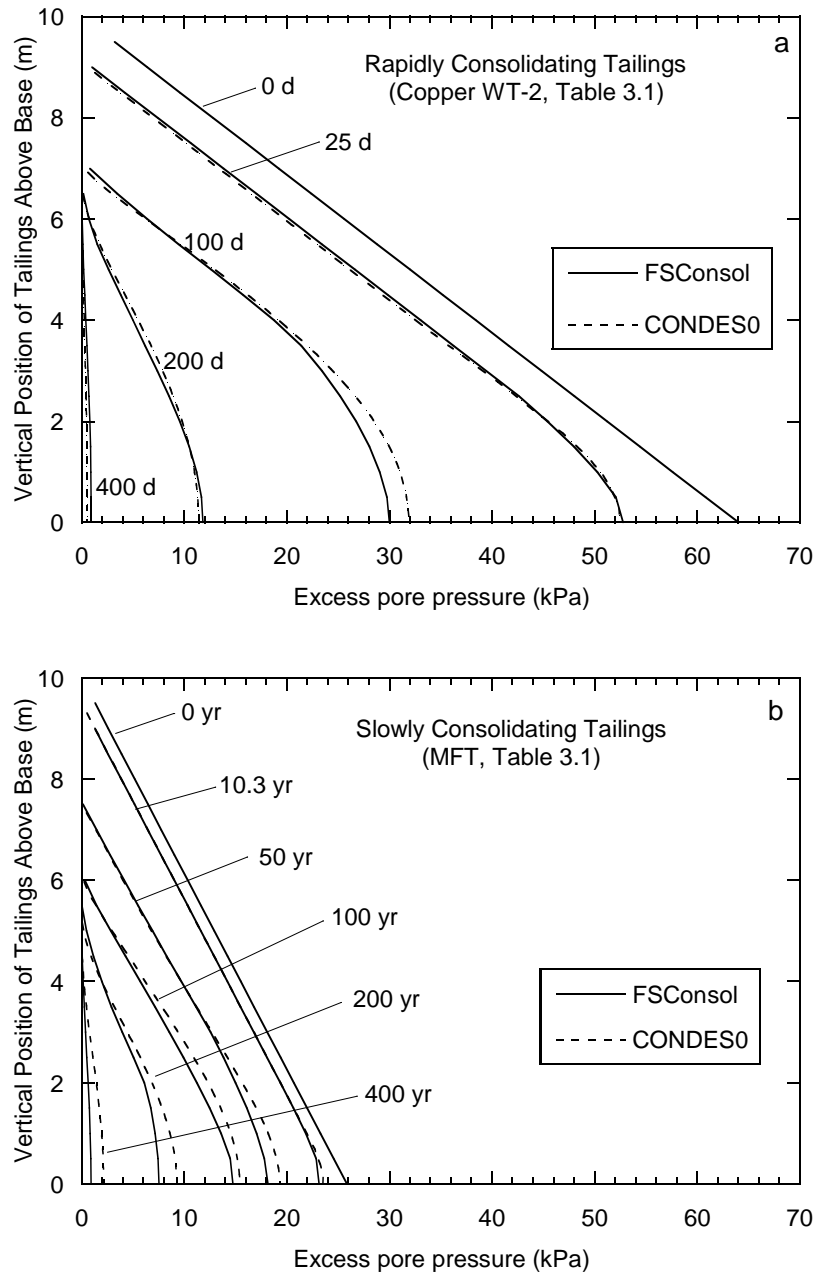 10
8
6
4
2
0
Vertical Position of Tailings Above Base (m)
a
Rapidly Consolidating Tailings
(Copper WT-2, Table 3.1)
0 d
25 d
100 d
200 d
400 d
FSConsol
CONDES0
0 10 20 30 40 50 60 70
Excess pore pressure (kPa)
10
8
6
4
2
0
Vertical Position of Tailings Above Base (m)
b
Slowly Consolidating Tailings
(MFT, Table 3.1)
0 yr
10.3 yr
50 yr
100 yr
200 yr
400 yr
FSConsol
CONDES0
0 10 20 30 40 50 60 70
Excess pore pressure (kPa)